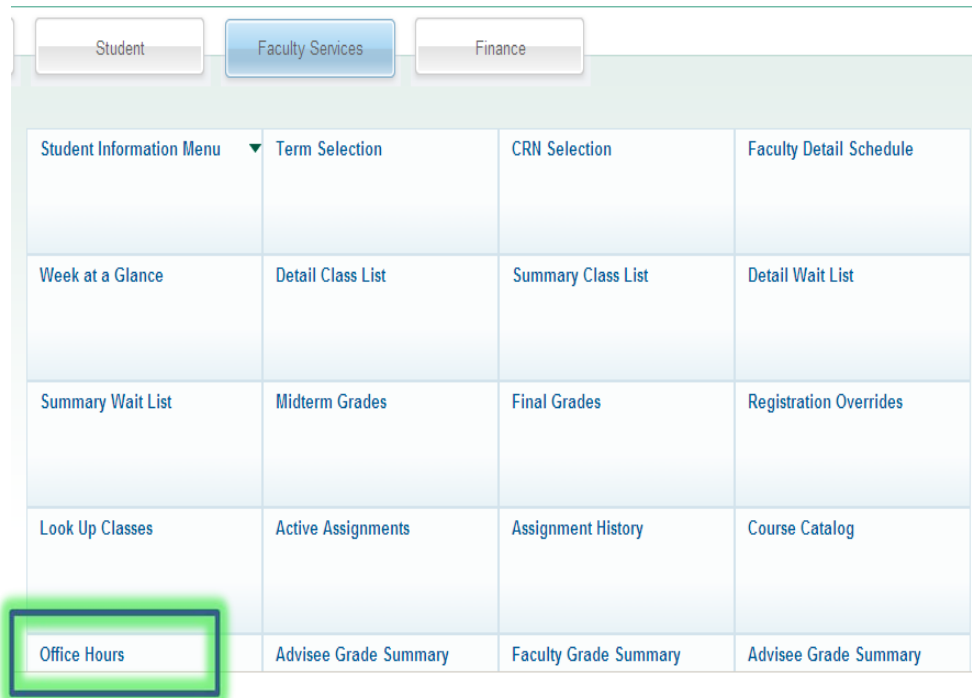 Student
Faculty Services
Finance
Student Information Menu
Term Selection
CRN Selection
Faculty Detail Schedule
Week at a Glance
Detail Class List
Summary Class List
Detail Wait List
Summary Wait List
Midterm Grades
Final Grades
Registration Overrides
Look Up Classes
Active Assignments
Assignment History
Course Catalog
Office Hours
Advisee Grade Summary
Faculty Grade Summary
Advisee Grade Summary